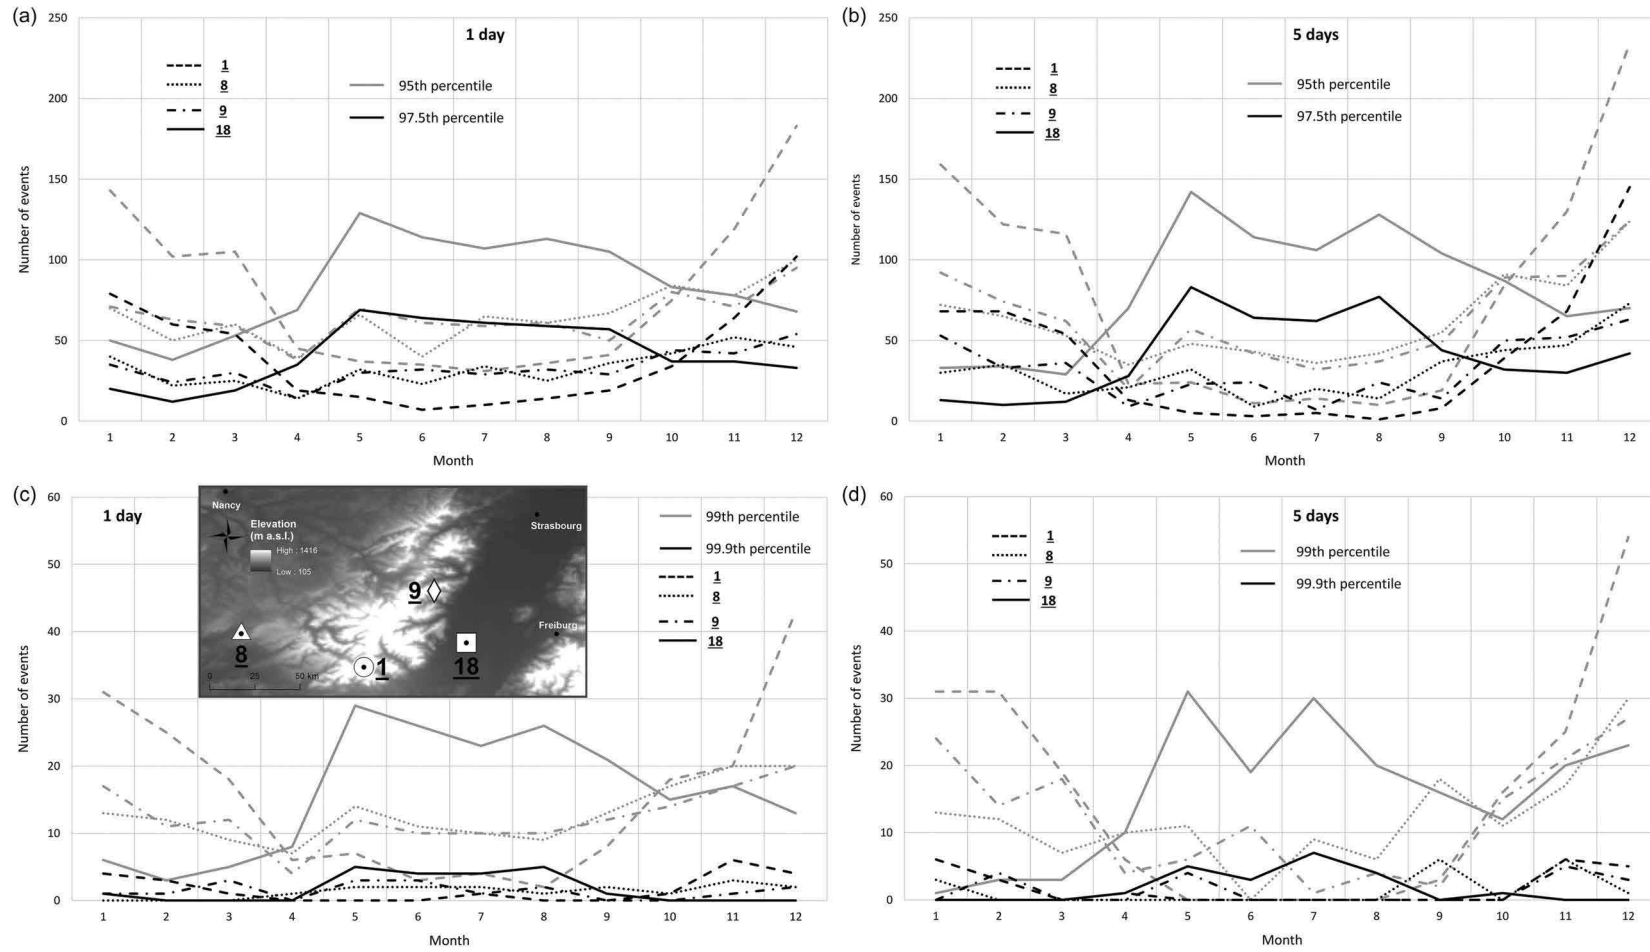 (a)
1 day
250
200
150
100
50
0
Number of events
1
8
9
18
95th percentile
97.5th percentile
1 2 3 4 5 6 7 8 9 10 11 12
Month
(b)
5 days
250
200
150
100
50
0
Number of events
1
8
9
18
95th percentile
97.5th percentile
1 2 3 4 5 6 7 8 9 10 11 12
Month
(c)
1 day
60
50
40
30
20
10
0
Number of events
Nancy
Elevation
(m a.s.l.)
High : 1416
Low : 105
Strasbourg
Freiburg
9
8
1
18
0 25 50 km
99th percentile
99.9th percentile
1
8
9
18
1 2 3 4 5 6 7 8 9 10 11 12
Month
(d)
5 days
60
50
40
30
20
10
0
Number of events
1
8
9
18
99th percentile
99.9th percentile
1 2 3 4 5 6 7 8 9 10 11 12
Month